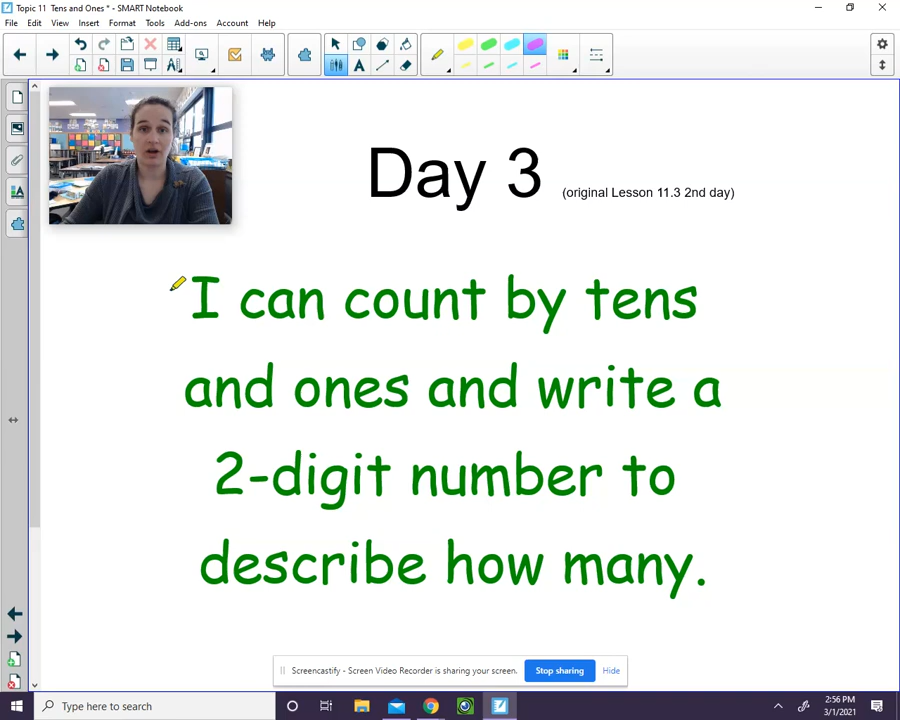 Topic 11 Tens and Ones * - SMART Notebook
File Edit View Insert Format Tools Add-ons Account Help
Day 3 (original Lesson 11.3 2nd day)
I can count by tens
and ones and write a
2-digit number to
describe how many.
Screencastify - Screen Video Recorder is sharing your screen. Stop sharing Hide
Type here to search
2:56 PM
3/1/2021